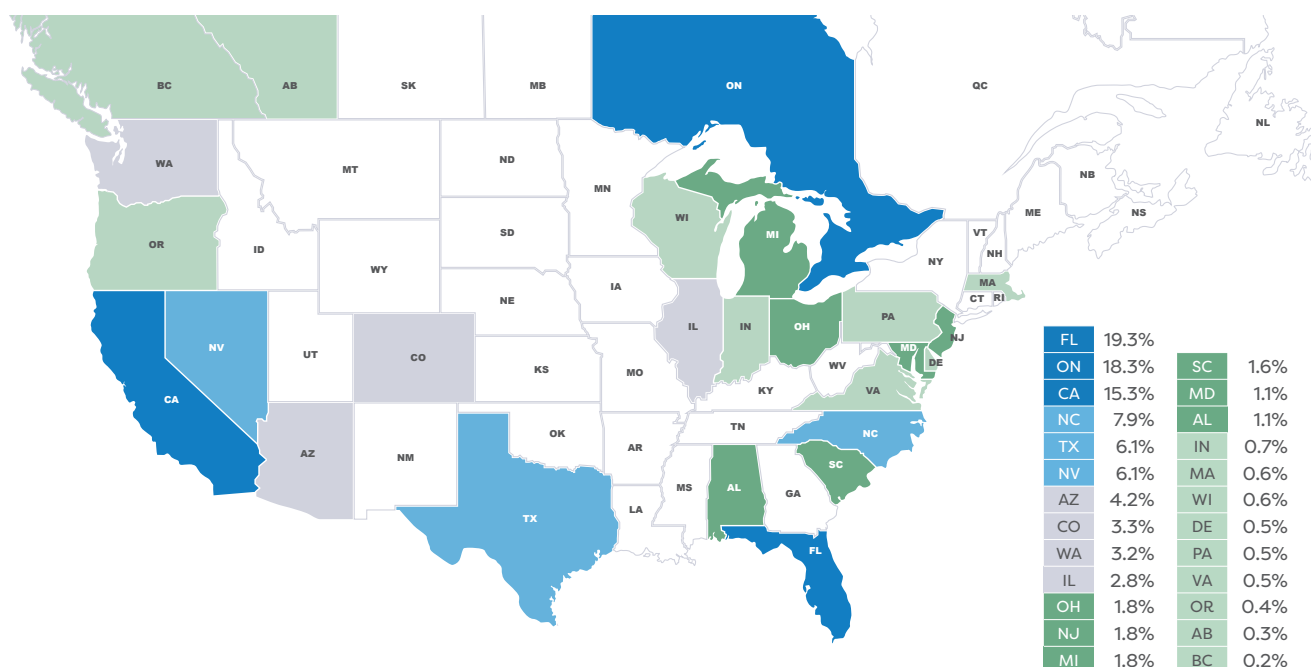 ON
QC
BC
AB
SK
MB
NL
WA
MT
ND
MN
NB
NS
ME
OR
ID
SD
WI
MI
VT
NH
NY
WY
IA
MA
CT
RI
NE
PA
NV
UT
CO
IL
IN
OH
NJ
MD
DE
WV
KS
MO
KY
VA
CA
AZ
NM
OK
AR
TN
NC
SC
MS
AL
GA
LA
TX
FL
FL 19.3%
ON 18.3%
CA 15.3%
NC 7.9%
TX 6.1%
NV 6.1%
AZ 4.2%
CO 3.3%
WA 3.2%
IL 2.8%
OH 1.8%
NJ 1.8%
MI 1.8%
SC 1.6%
MD 1.1%
AL 1.1%
IN 0.7%
MA 0.6%
WI 0.6%
DE 0.5%
PA 0.5%
VA 0.5%
OR 0.4%
AB 0.3%
BC 0.2%